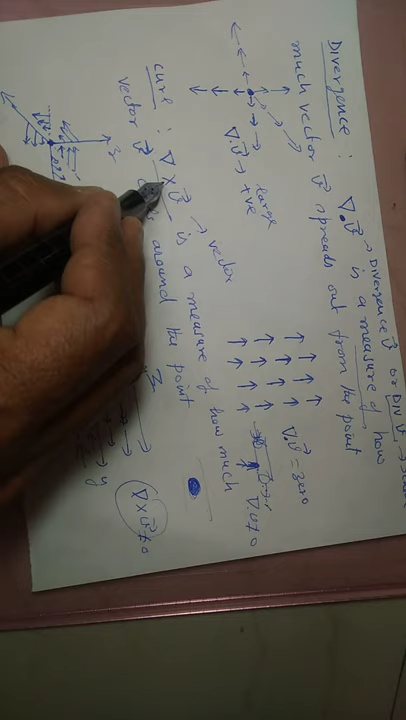 ∇.v⃗ → Divergence v⃗ or Div v⃗ →
Divergence : ∇.v⃗ is a measure of how
much vector v⃗ spreads out from the point
large
∇.v⃗ → +ve
∇.v⃗ = zero
∇.v ≠ 0
→ vector
Curl : ∇ × v⃗ is a measure of how much
vector v⃗ around the point
z
y
∇×v⃗ ≠ 0